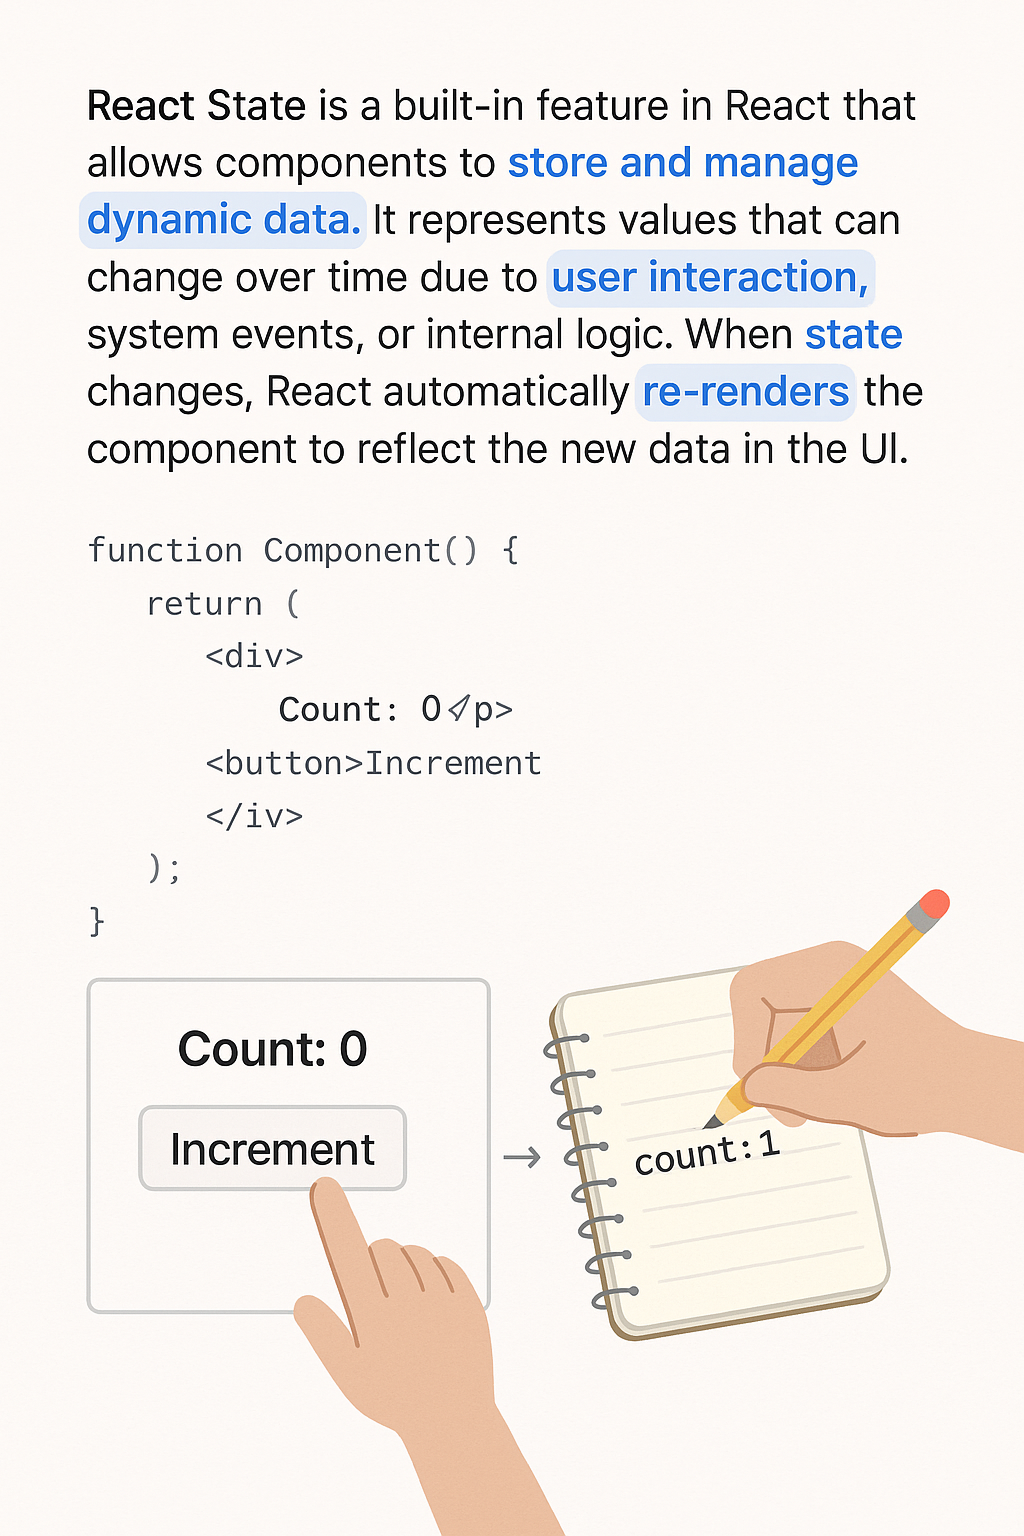 React State is a built-in feature in React that
allows components to store and manage
dynamic data. It represents values that can
change over time due to user interaction,
system events, or internal logic. When state
changes, React automatically re-renders the
component to reflect the new data in the UI.
function Component() {
return (
<div>
Count: 0</p>
<button>Increment
</iv>
);
}
Count: 0
Increment
→
count:1